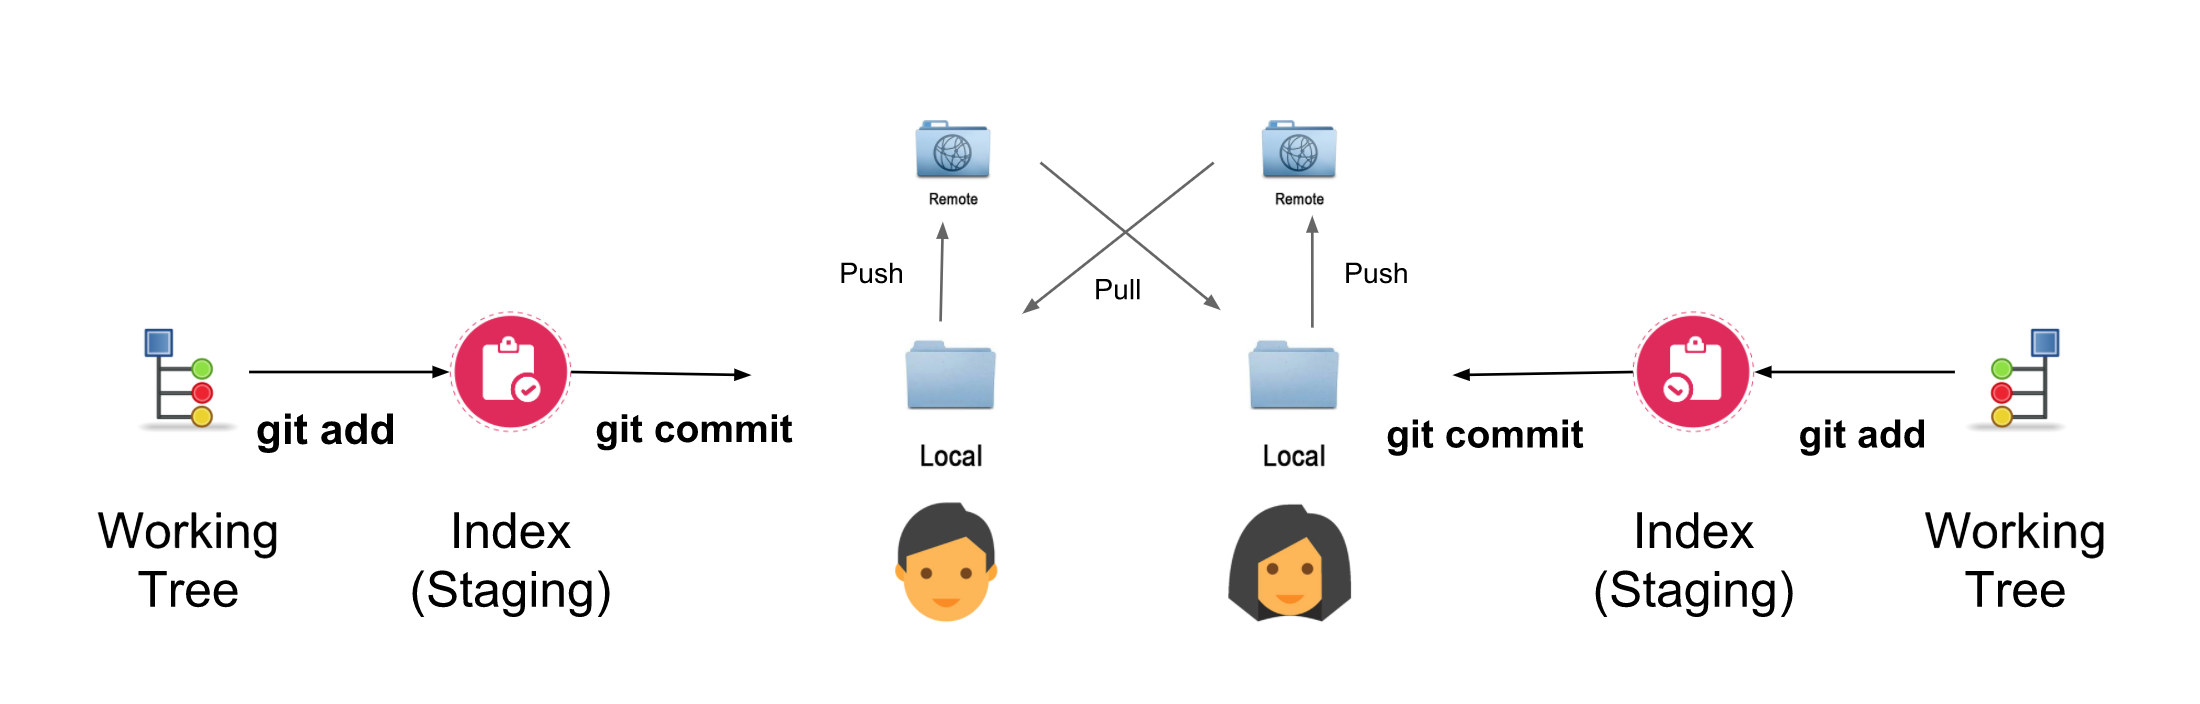 Remote
Remote
Push
Pull
Push
git add
git commit
Local
Local
git commit
git add
Working
Tree
Index
(Staging)
Index
(Staging)
Working
Tree